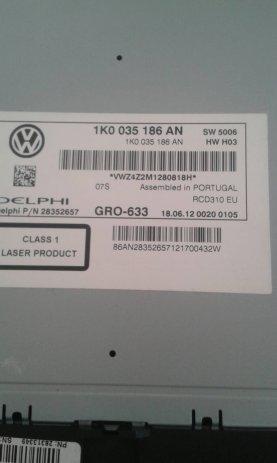 1K0 035 186 AN SW 5006
1K0 035 186 AN HW H03
*VWZ4Z2M1280818H*
07S Assembled in PORTUGAL
DELPHI RCD310 EU
Delphi P/N 28352657 GRO-633 18.06.12 0020 0105
CLASS 1
LASER PRODUCT
86AN28352657121700432W